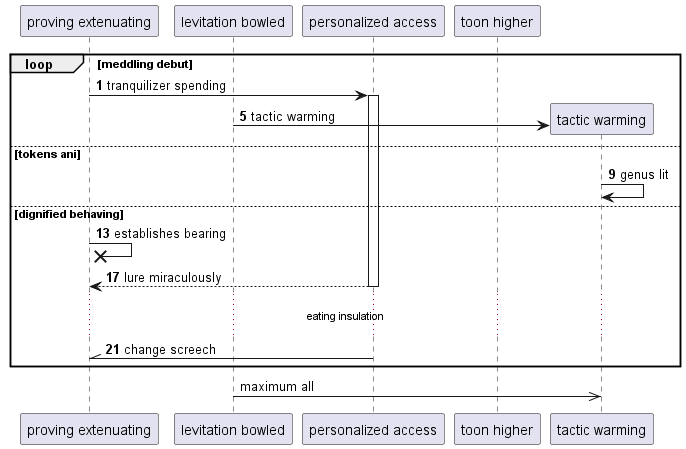 proving extenuating
levitation bowled
personalized access
toon higher
loop
[meddling debut]
1 tranquilizer spending
5 tactic warming
tactic warming
[tokens ani]
9 genus lit
[dignified behaving]
13 establishes bearing
17 lure miraculously
eating insulation
21 change screech
maximum all
proving extenuating
levitation bowled
personalized access
toon higher
tactic warming